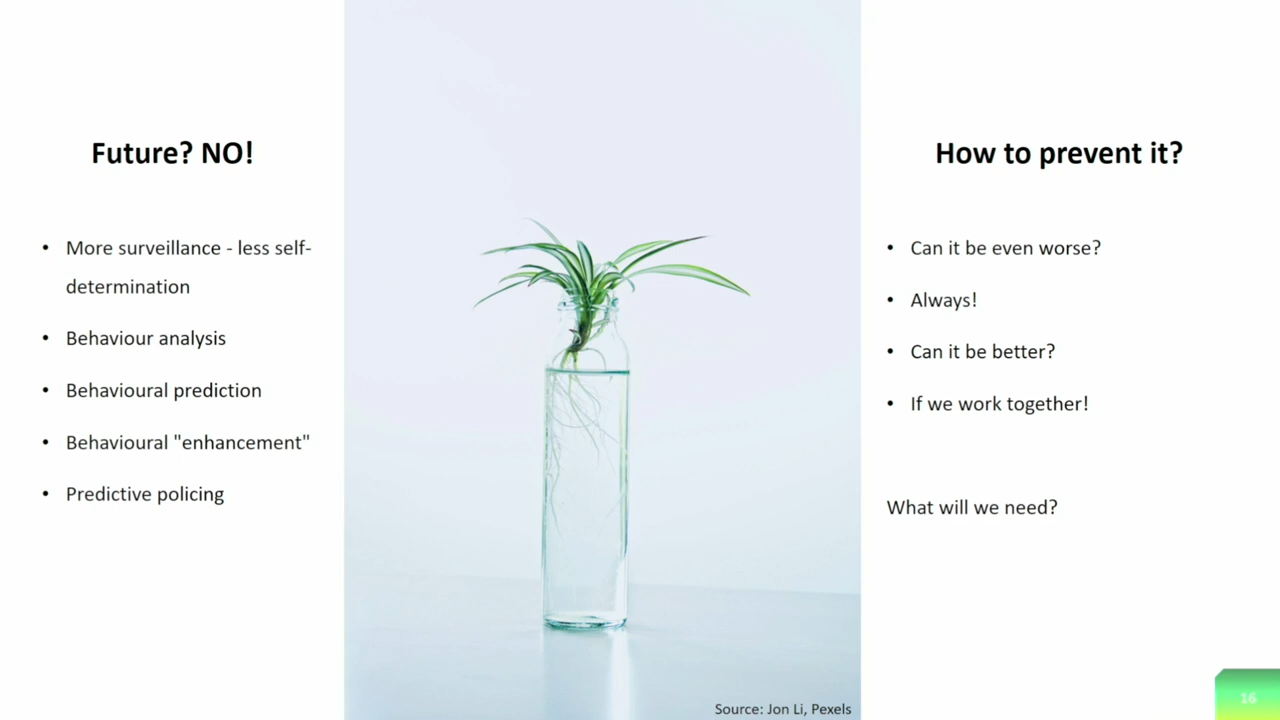 Future? NO!
• More surveillance - less self-
determination
• Behaviour analysis
• Behavioural prediction
• Behavioural "enhancement"
• Predictive policing
Source: Jon Li, Pexels
How to prevent it?
• Can it be even worse?
• Always!
• Can it be better?
• If we work together!
What will we need?
16